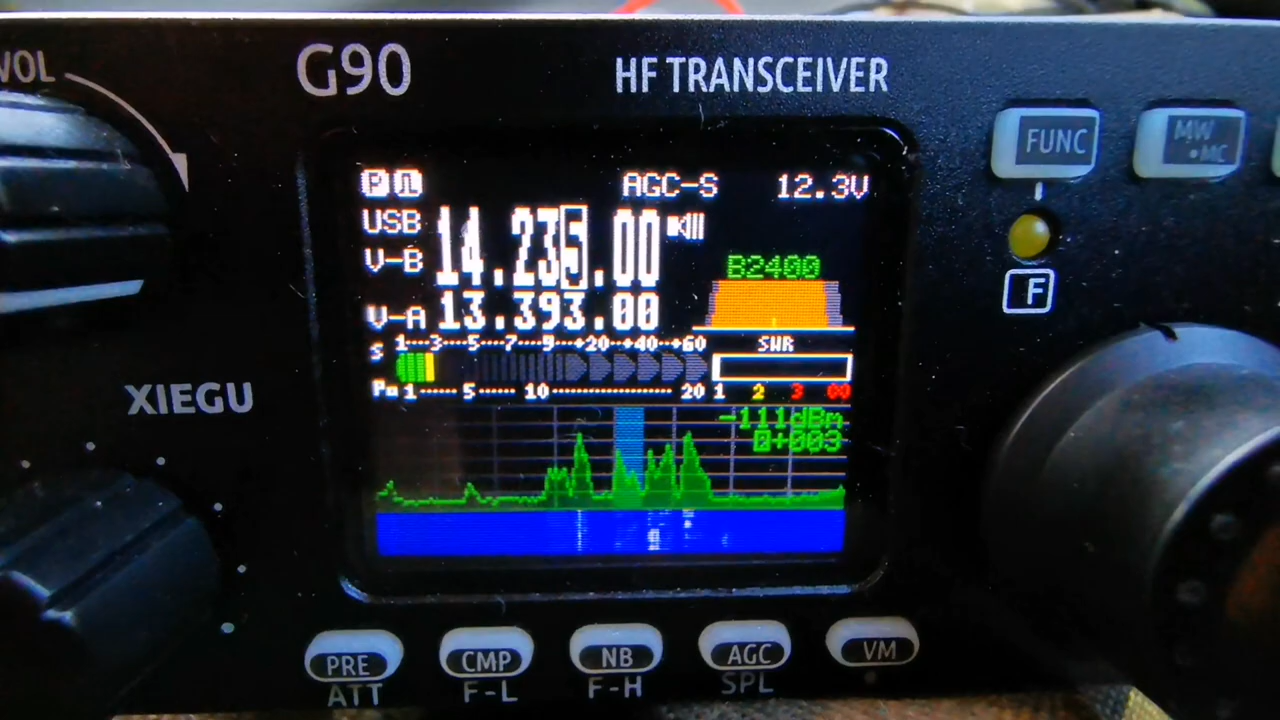 VOL
G90
HF TRANSCEIVER
FUNC
MW
•MC
P
AGC-S
12.3V
USB
14.235.00
V-B
B2400
V-A
13.393.00
S
1···3···5···7···9··+20··+40··+60
SWR
Po
1·····5·····10···············20
1 2 3 ∞
F
XIEGU
-111dBm
0+003
PRE
CMP
NB
AGC
VM
ATT
F-L
F-H
SPL